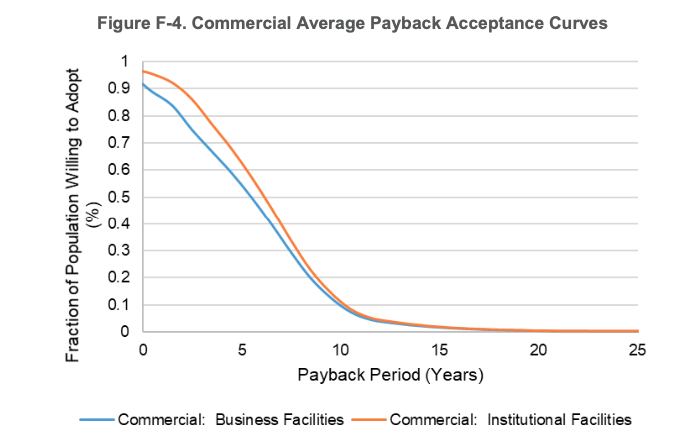 Figure F-4. Commercial Average Payback Acceptance Curves
Fraction of Population Willing to Adopt
(%)
1
0.9
0.8
0.7
0.6
0.5
0.4
0.3
0.2
0.1
0
0 5 10 15 20 25
Payback Period (Years)
Commercial: Business Facilities Commercial: Institutional Facilities